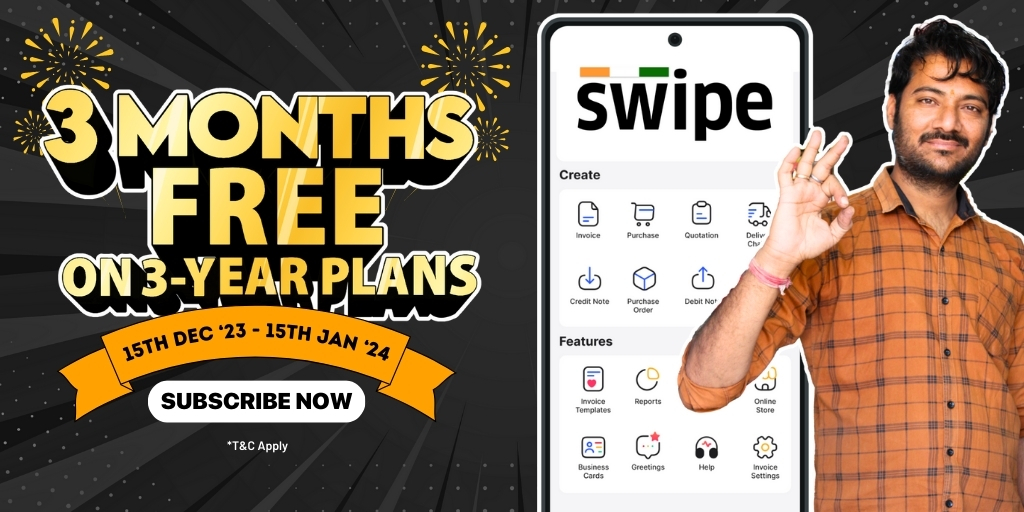 3 MONTHS
FREE
ON 3-YEAR PLANS
15TH DEC ‘23 - 15TH JAN ‘24
SUBSCRIBE NOW
*T&C Apply
swipe
Create
Invoice
Purchase
Quotation
Credit Note
Purchase
Order
Debit
Features
Invoice
Templates
Reports
Online
Store
Business
Cards
Greetings
Help
Invoice
Settings